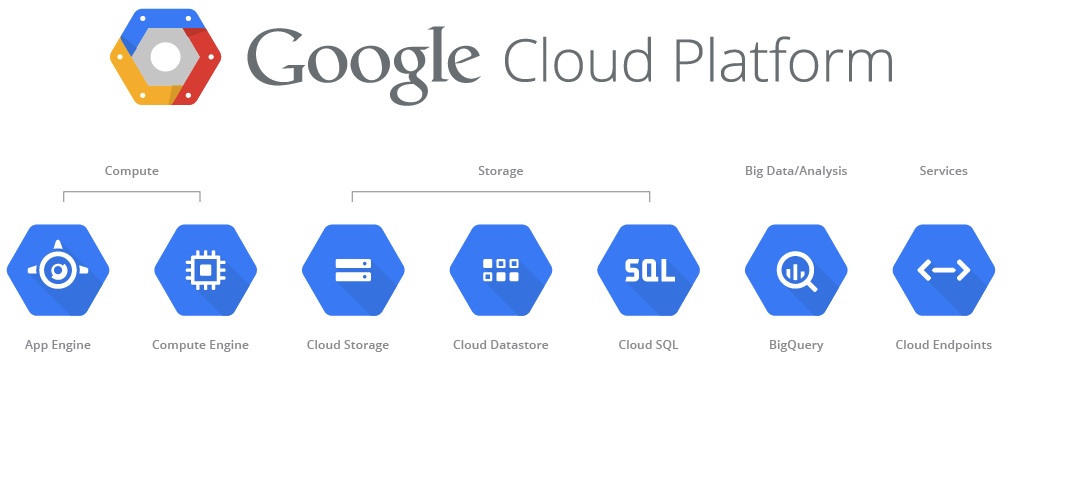 Google Cloud Platform
Compute
Storage
Big Data/Analysis
Services
SQL
App Engine
Compute Engine
Cloud Storage
Cloud Datastore
Cloud SQL
BigQuery
Cloud Endpoints